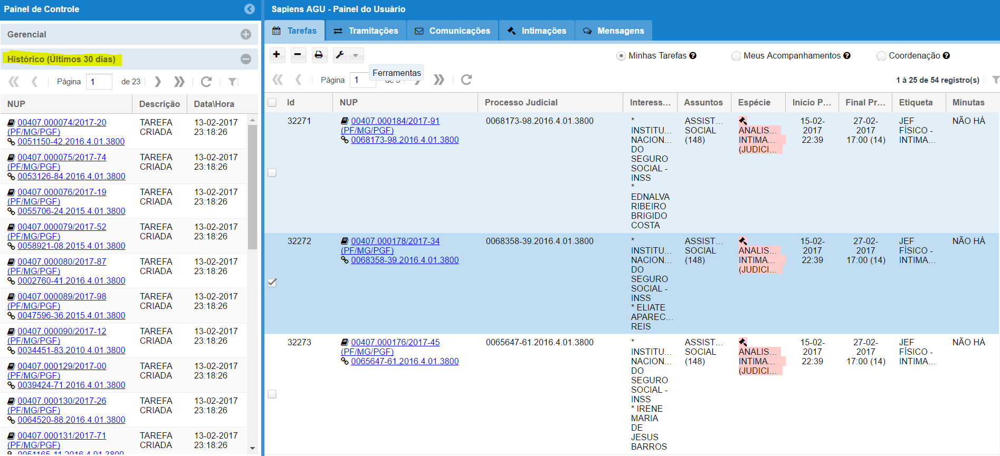 Painel de Controle
Gerencial
Histórico (Últimos 30 dias)
Página 1 de 23
NUP Descrição Data\Hora
00407.000074/2017-20 TAREFA 13-02-2017
(PF/MG/PGF) CRIADA 23:18:26
0051150-42.2016.4.01.3800
00407.000075/2017-74 TAREFA 13-02-2017
(PF/MG/PGF) CRIADA 23:18:26
0053126-84.2016.4.01.3800
00407.000076/2017-19 TAREFA 13-02-2017
(PF/MG/PGF) CRIADA 23:18:26
0055706-24.2015.4.01.3800
00407.000079/2017-52 TAREFA 13-02-2017
(PF/MG/PGF) CRIADA 23:18:26
0058921-08.2015.4.01.3800
00407.000080/2017-87 TAREFA 13-02-2017
(PF/MG/PGF) CRIADA 23:18:26
0002760-41.2016.4.01.3800
00407.000089/2017-98 TAREFA 13-02-2017
(PF/MG/PGF) CRIADA 23:18:26
0047596-36.2015.4.01.3800
00407.000090/2017-12 TAREFA 13-02-2017
(PF/MG/PGF) CRIADA 23:18:26
0034451-83.2010.4.01.3800
00407.000129/2017-00 TAREFA 13-02-2017
(PF/MG/PGF) CRIADA 23:18:26
0039424-71.2016.4.01.3800
00407.000130/2017-26 TAREFA 13-02-2017
(PF/MG/PGF) CRIADA 23:18:26
0064520-88.2016.4.01.3800
00407.000131/2017-71 TAREFA 13-02-2017
(PF/MG/PGF) CRIADA 23:18:26
0051165-11.2016.4.01.3800
Sapiens AGU - Painel do Usuário
Tarefas Tramitações Comunicações Intimações Mensagens
Minhas Tarefas Meus Acompanhamentos Coordenação
Ferramentas
Página 1 de 3 1 à 25 de 54 registro(s)
Id NUP Processo Judicial Interess... Assuntos Espécie Início P... Final Pr... Etiqueta Minutas
32271 00407.000184/2017-91 0068173-98.2016.4.01.3800 * ASSIST... 15-02- 27-02- JEF NÃO HÁ
(PF/MG/PGF) INSTITU... SOCIAL ANALIS... 2017 2017 FÍSICO -
0068173-98.2016.4.01.3800 NACION... (148) INTIMA... 22:39 17:00 (14) INTIMA...
DO (JUDICI...
SEGURO
SOCIAL -
INSS
*
EDNALVA
RIBEIRO
BRIGIDO
COSTA
32272 00407.000178/2017-34 0068358-39.2016.4.01.3800 * ASSIST... 15-02- 27-02- JEF NÃO HÁ
(PF/MG/PGF) INSTITU... SOCIAL ANALIS... 2017 2017 FÍSICO -
0068358-39.2016.4.01.3800 NACION... (148) INTIMA... 22:39 17:00 (14) INTIMA...
DO (JUDICI...
SEGURO
SOCIAL -
INSS
* ELIATE
APAREC...
REIS
32273 00407.000176/2017-45 0065647-61.2016.4.01.3800 * ASSIST... 15-02- 27-02- JEF NÃO HÁ
(PF/MG/PGF) INSTITU... SOCIAL ANALIS... 2017 2017 FÍSICO -
0065647-61.2016.4.01.3800 NACION... (148) INTIMA... 22:39 17:00 (14) INTIMA...
DO (JUDICI...
SEGURO
SOCIAL -
INSS
* IRENE
MARIA
DE
JESUS
BARROS